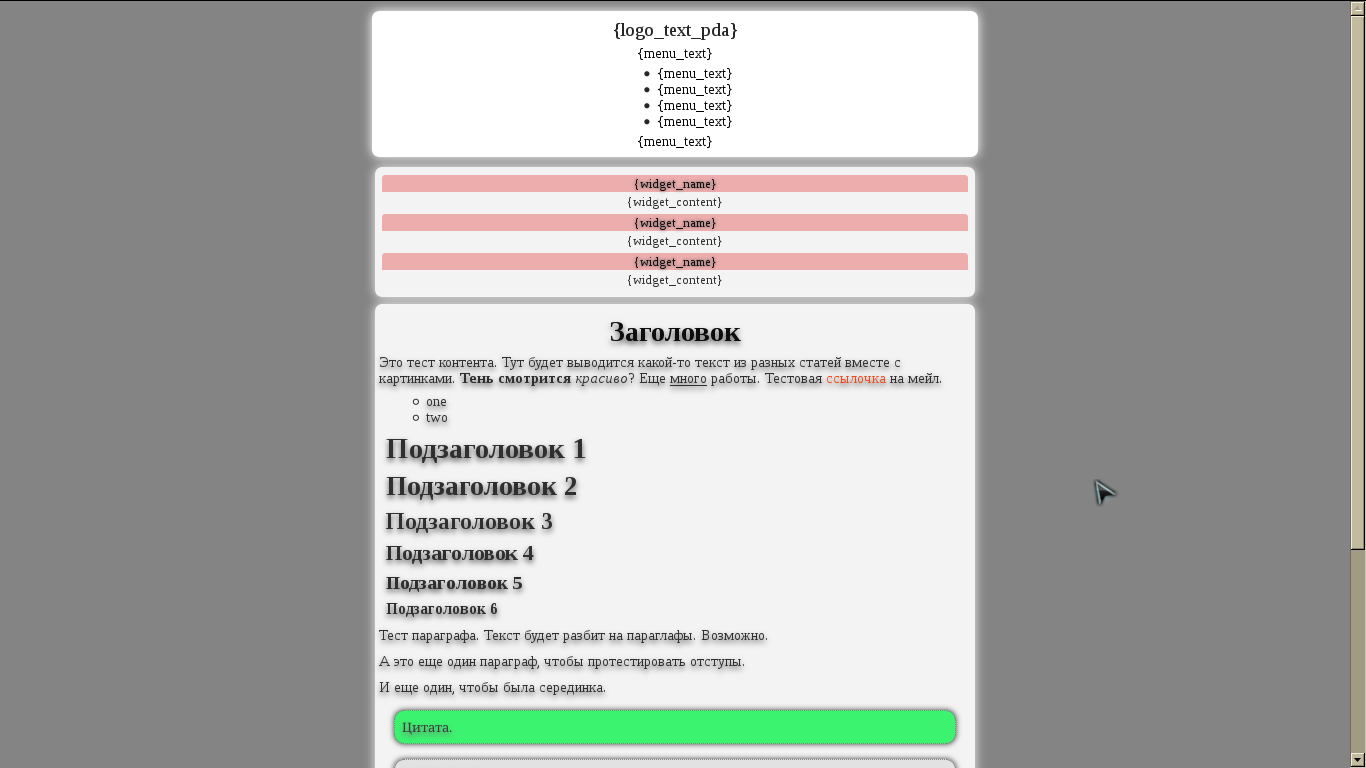 {logo_text_pda}
{menu_text}
{menu_text}
{menu_text}
{menu_text}
{menu_text}
{menu_text}
{widget_name}
{widget_content}
{widget_name}
{widget_content}
{widget_name}
{widget_content}
Заголовок
Это тест контента. Тут будет выводится какой-то текст из разных статей вместе с
картинками. Тень смотрится красиво? Еще много работы. Тестовая ссылочка на мейл.
one
two
Подзаголовок 1
Подзаголовок 2
Подзаголовок 3
Подзаголовок 4
Подзаголовок 5
Подзаголовок 6
Тест параграфа. Текст будет разбит на параглафы. Возможно.
А это еще один параграф, чтобы протестировать отступы.
И еще один, чтобы была серединка.
Цитата.